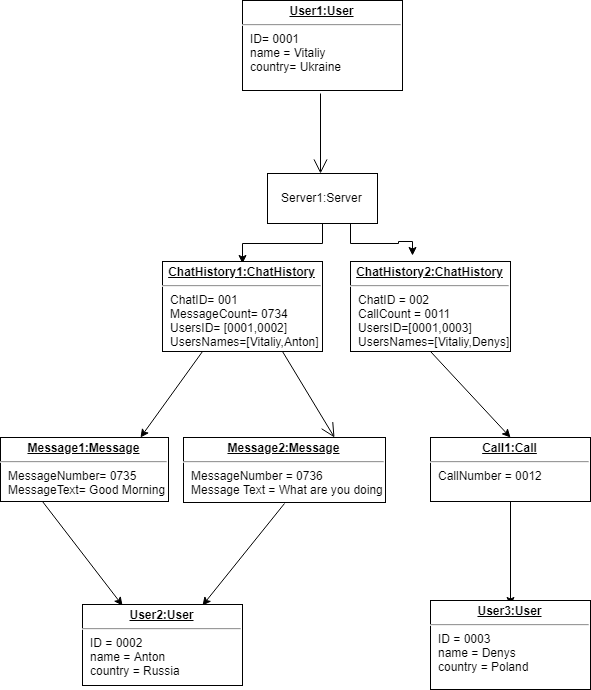 User1:User
ID= 0001
name = Vitaliy
country= Ukraine
Server1:Server
ChatHistory1:ChatHistory
ChatID= 001
MessageCount= 0734
UsersID= [0001,0002]
UsersNames=[Vitaliy,Anton]
ChatHistory2:ChatHistory
ChatID = 002
CallCount = 0011
UsersID=[0001,0003]
UsersNames=[Vitaliy,Denys]
Message1:Message
MessageNumber= 0735
MessageText= Good Morning
Message2:Message
MessageNumber = 0736
Message Text = What are you doing
Call1:Call
CallNumber = 0012
User2:User
ID = 0002
name = Anton
country = Russia
User3:User
ID = 0003
name = Denys
country = Poland